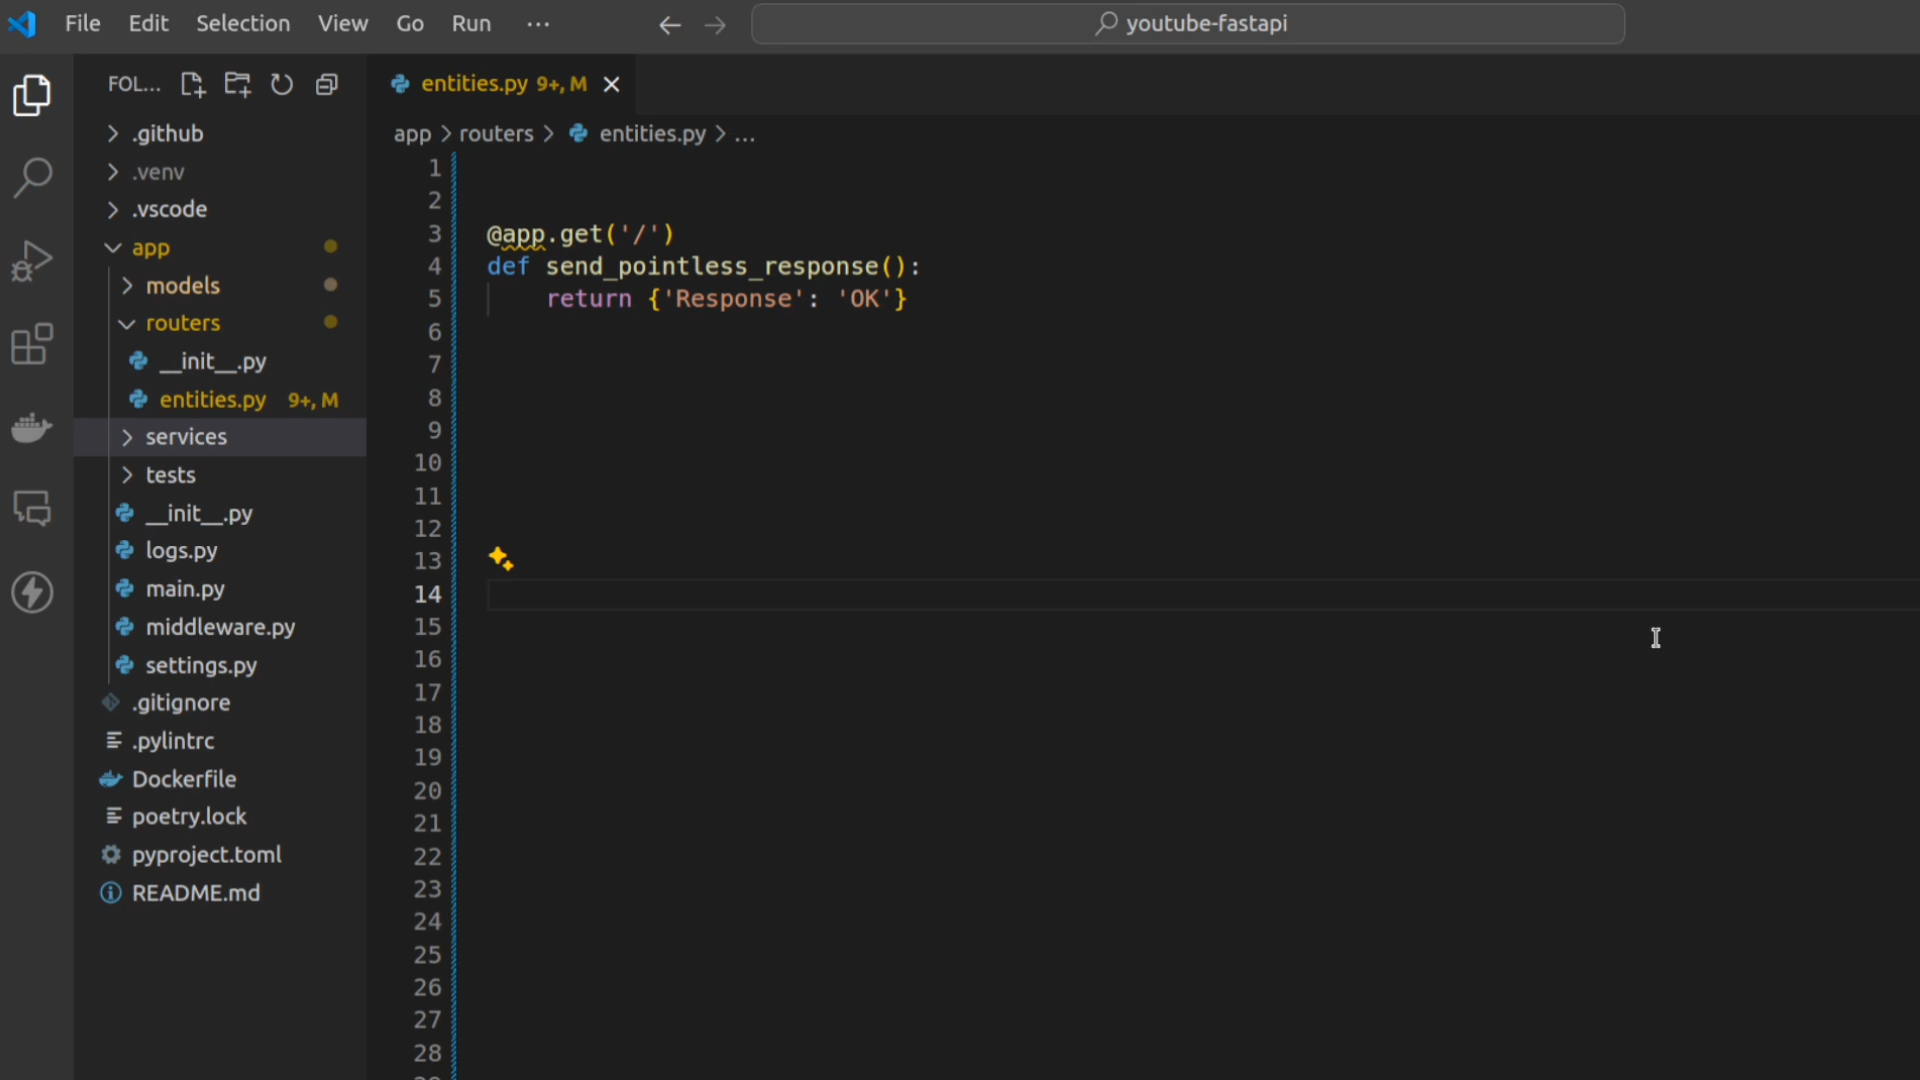 File Edit Selection View Go Run ... youtube-fastapi
FOL...
.github
.venv
.vscode
app
models
routers
__init__.py
entities.py 9+, M
services
tests
__init__.py
logs.py
main.py
middleware.py
settings.py
.gitignore
.pylintrc
Dockerfile
poetry.lock
pyproject.toml
README.md
entities.py 9+, M
app > routers > entities.py > ...
1
2
3 @app.get('/')
4 def send_pointless_response():
5     return {'Response': 'OK'}
6
7
8
9
10
11
12
13
14
15
16
17
18
19
20
21
22
23
24
25
26
27
28